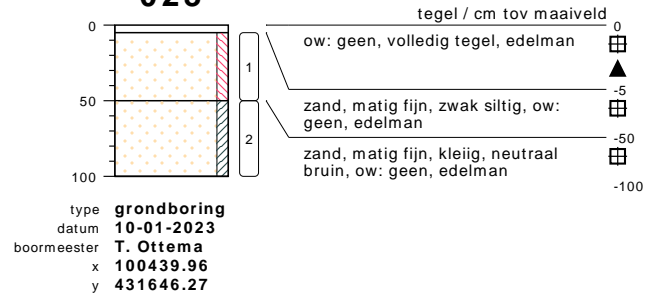 tegel / cm tov maaiveld
0
0
ow: geen, volledig tegel, edelman
1
-5
50
zand, matig fijn, zwak siltig, ow:
geen, edelman
2
-50
zand, matig fijn, kleiig, neutraal
bruin, ow: geen, edelman
100
-100
type grondboring
datum 10-01-2023
boormeester T. Ottema
x 100439.96
y 431646.27